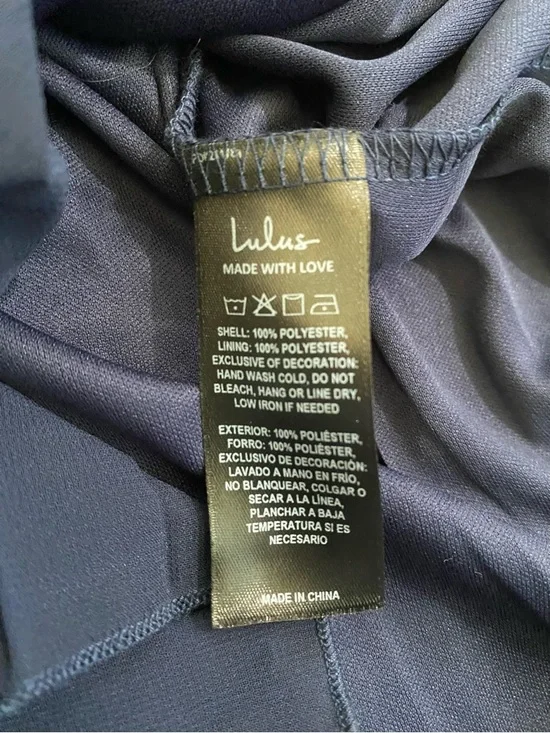 Lulus
MADE WITH LOVE
SHELL: 100% POLYESTER,
LINING: 100% POLYESTER,
EXCLUSIVE OF DECORATION:
HAND WASH COLD, DO NOT
BLEACH, HANG OR LINE DRY,
LOW IRON IF NEEDED
EXTERIOR: 100% POLIÉSTER,
FORRO: 100% POLIÉSTER,
EXCLUSIVO DE DECORACIÓN:
LAVADO A MANO EN FRÍO,
NO BLANQUEAR, COLGAR O
SECAR A LA LÍNEA,
PLANCHAR A BAJA
TEMPERATURA SI ES
NECESARIO
MADE IN CHINA